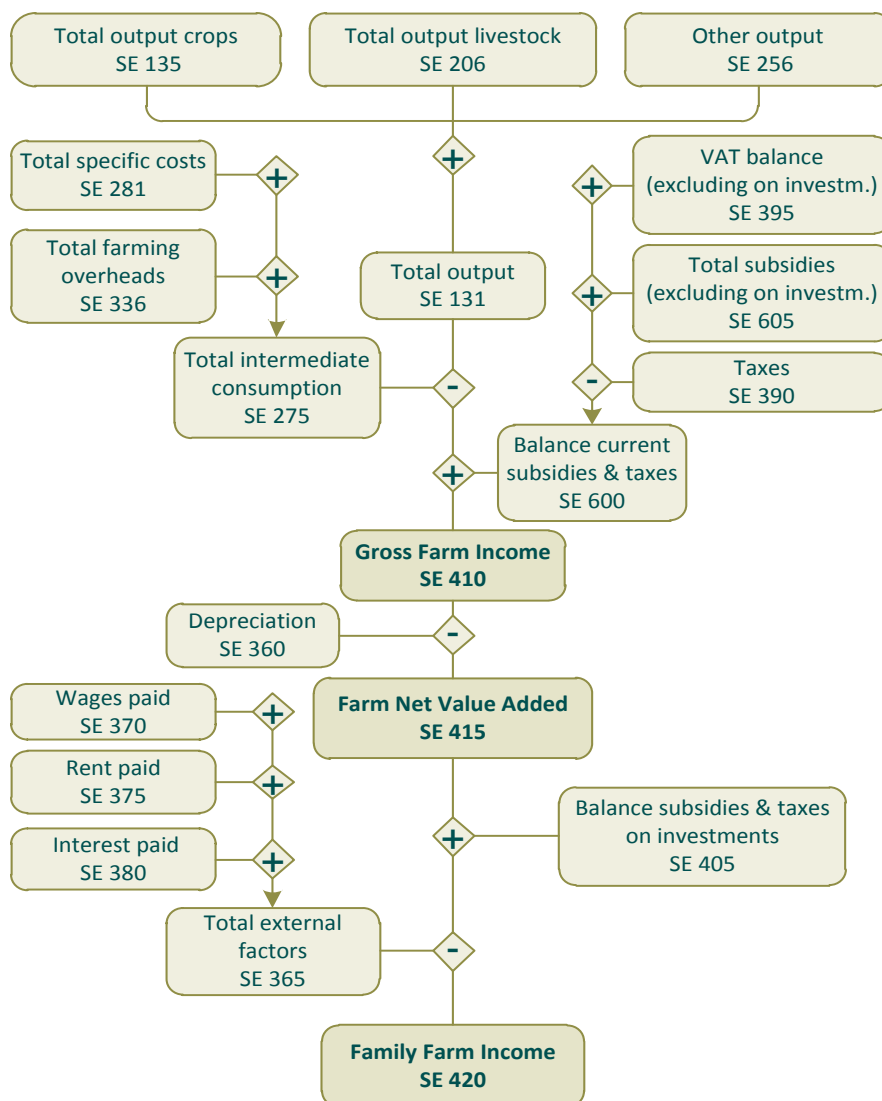 Total output crops
SE 135
Total output livestock
SE 206
Other output
SE 256
Total specific costs
SE 281
+
+
+
VAT balance
(excluding on investm.)
SE 395
Total farming
overheads
SE 336
+
Total output
SE 131
+
Total subsidies
(excluding on investm.)
SE 605
Total intermediate
consumption
SE 275
-
-
Taxes
SE 390
+
Balance current
subsidies & taxes
SE 600
Gross Farm Income
SE 410
Depreciation
SE 360
-
Wages paid
SE 370
+
Farm Net Value Added
SE 415
Rent paid
SE 375
+
Interest paid
SE 380
+
+
Balance subsidies & taxes
on investments
SE 405
Total external
factors
SE 365
-
Family Farm Income
SE 420